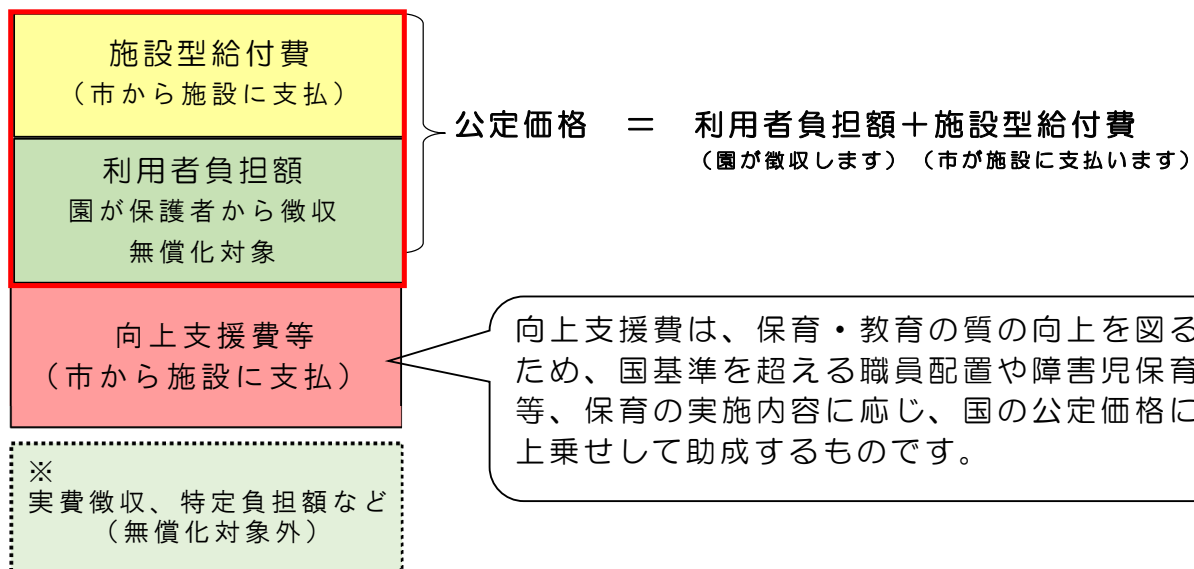 施設型給付費
（市から施設に支払）
利用者負担額
園が保護者から徴収
無償化対象
公定価格　＝　利用者負担額＋施設型給付費
（園が徴収します）（市が施設に支払います）
向上支援費等
（市から施設に支払）
向上支援費は、保育・教育の質の向上を図る
ため、国基準を超える職員配置や障害児保育
等、保育の実施内容に応じ、国の公定価格に
上乗せして助成するものです。
※
実費徴収、特定負担額など
（無償化対象外）